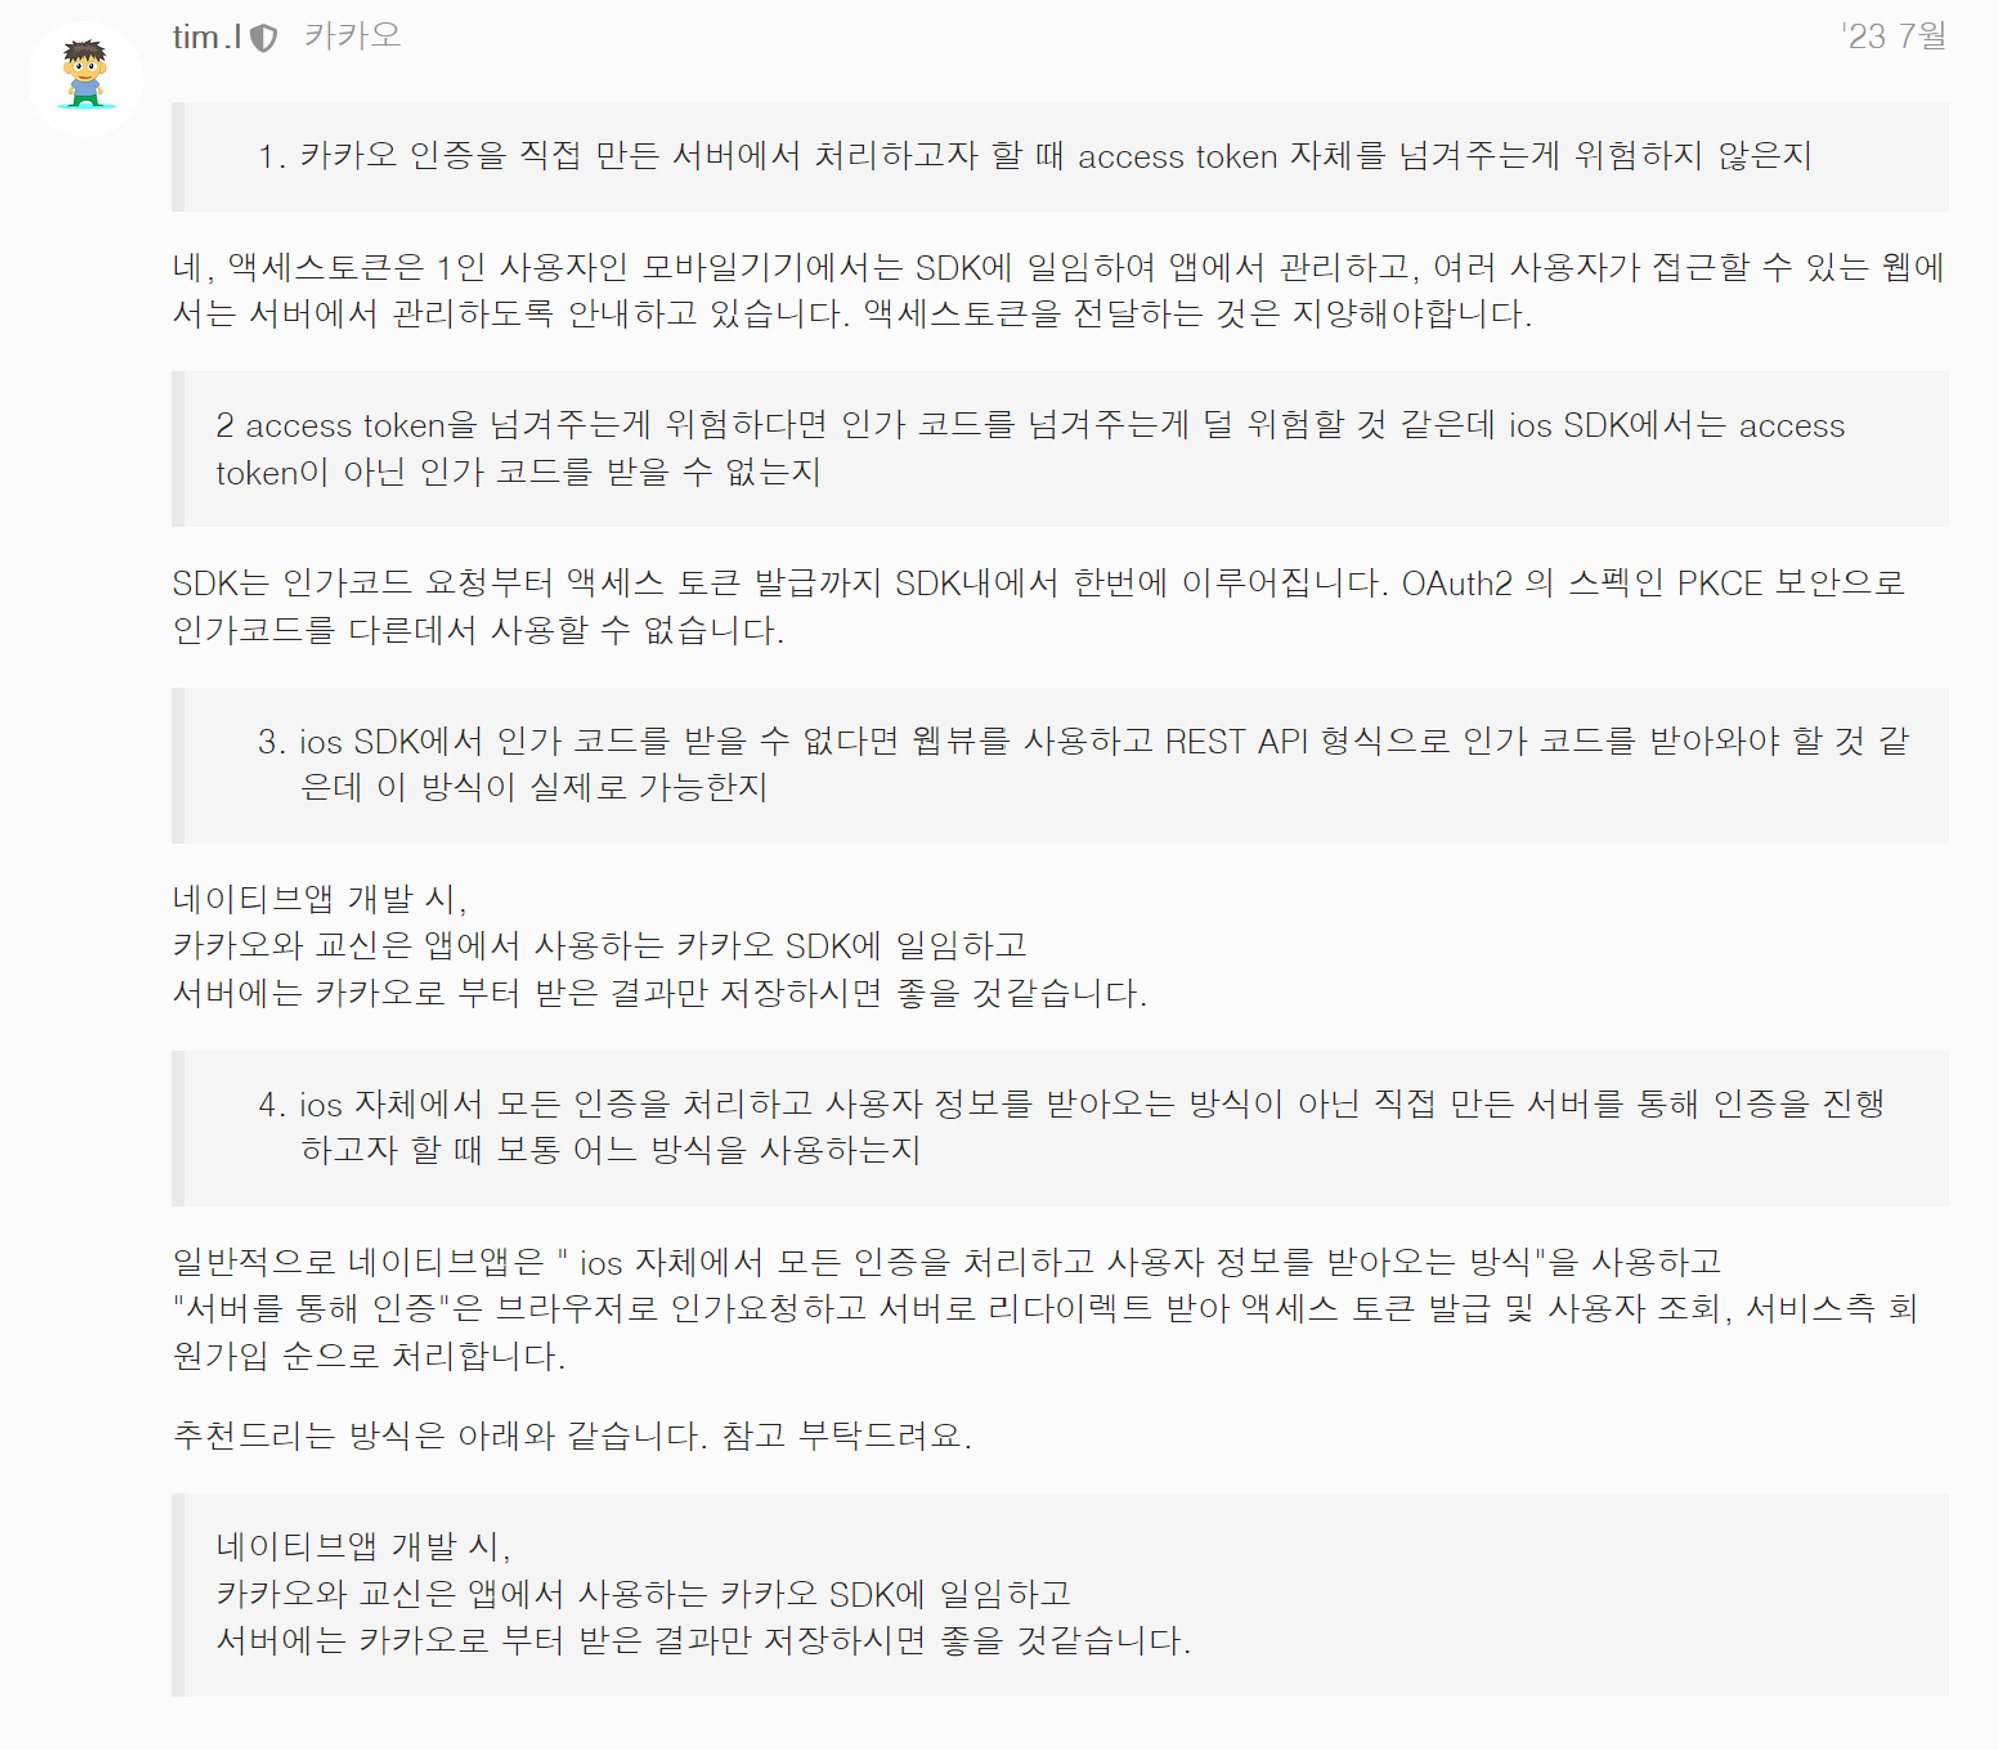 tim.l 카카오 '23 7월
1. 카카오 인증을 직접 만든 서버에서 처리하고자 할 때 access token 자체를 넘겨주는게 위험하지 않은지
네, 액세스토큰은 1인 사용자인 모바일기기에서는 SDK에 일임하여 앱에서 관리하고, 여러 사용자가 접근할 수 있는 웹에
서는 서버에서 관리하도록 안내하고 있습니다. 액세스토큰을 전달하는 것은 지양해야합니다.
2 access token을 넘겨주는게 위험하다면 인가 코드를 넘겨주는게 덜 위험할 것 같은데 ios SDK에서는 access
token이 아닌 인가 코드를 받을 수 없는지
SDK는 인가코드 요청부터 액세스 토큰 발급까지 SDK내에서 한번에 이루어집니다. OAuth2 의 스펙인 PKCE 보안으로
인가코드를 다른데서 사용할 수 없습니다.
3. ios SDK에서 인가 코드를 받을 수 없다면 웹뷰를 사용하고 REST API 형식으로 인가 코드를 받아와야 할 것 같
은데 이 방식이 실제로 가능한지
네이티브앱 개발 시,
카카오와 교신은 앱에서 사용하는 카카오 SDK에 일임하고
서버에는 카카오로 부터 받은 결과만 저장하시면 좋을 것같습니다.
4. ios 자체에서 모든 인증을 처리하고 사용자 정보를 받아오는 방식이 아닌 직접 만든 서버를 통해 인증을 진행
하고자 할 때 보통 어느 방식을 사용하는지
일반적으로 네이티브앱은 " ios 자체에서 모든 인증을 처리하고 사용자 정보를 받아오는 방식"을 사용하고
"서버를 통해 인증"은 브라우저로 인가요청하고 서버로 리다이렉트 받아 액세스 토큰 발급 및 사용자 조회, 서비스측 회
원가입 순으로 처리합니다.
추천드리는 방식은 아래와 같습니다. 참고 부탁드려요.
네이티브앱 개발 시,
카카오와 교신은 앱에서 사용하는 카카오 SDK에 일임하고
서버에는 카카오로 부터 받은 결과만 저장하시면 좋을 것같습니다.